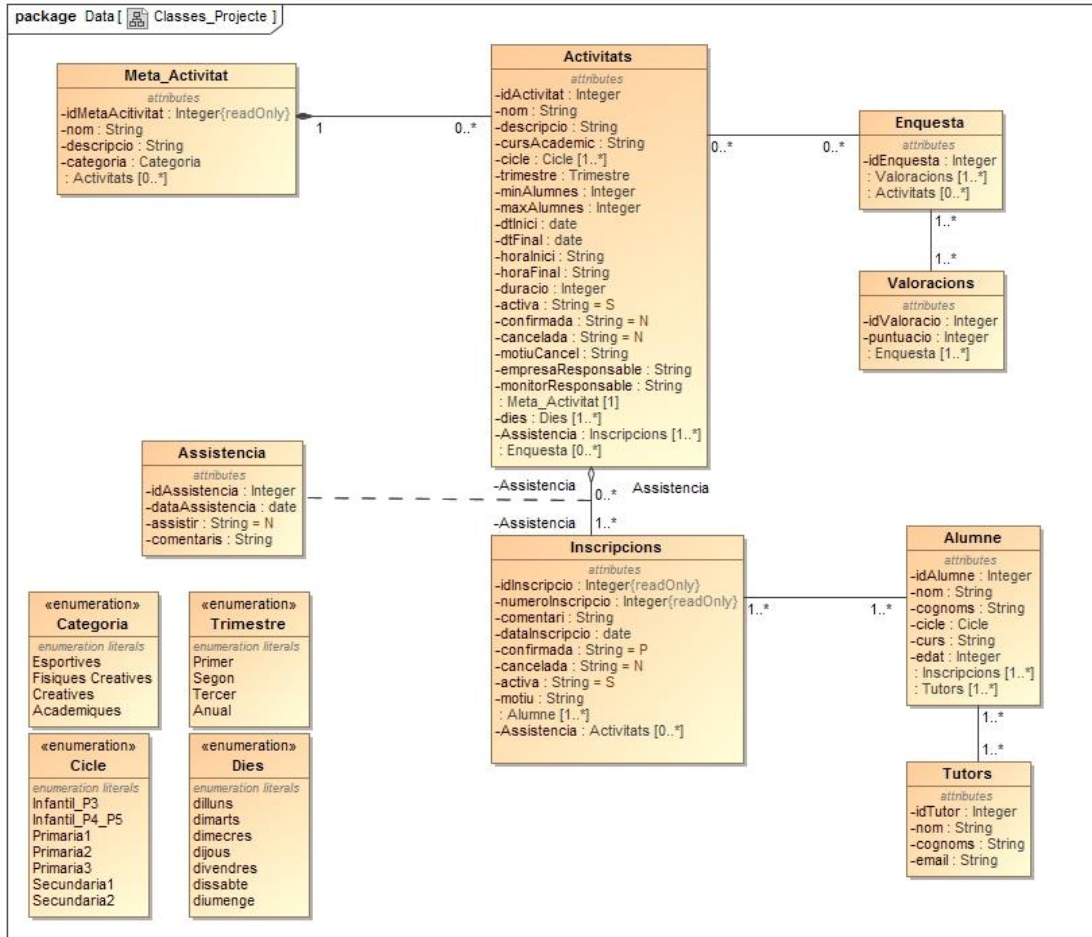 package Data [ Classes_Projecte ]
Meta_Activitat
attributes
-idMetaAcitivitat : Integer{readOnly}
-nom : String
-descripcio : String
-categoria : Categoria
: Activitats [0..*]
1
0..*
Activitats
attributes
-idActivitat : Integer
-nom : String
-descripcio : String
-cursAcademic : String
-cicle : Cicle [1..*]
-trimestre : Trimestre
-minAlumnes : Integer
-maxAlumnes : Integer
-dtInici : date
-dtFinal : date
-horaInici : String
-horaFinal : String
-duracio : Integer
-activa : String = S
-confirmada : String = N
-cancelada : String = N
-motiuCancel : String
-empresaResponsable : String
-monitorResponsable : String
: Meta_Activitat [1]
-dies : Dies [1..*]
-Assistencia : Inscripcions [1..*]
: Enquesta [0..*]
0..*
0..*
Enquesta
attributes
-idEnquesta : Integer
: Valoracions [1..*]
: Activitats [0..*]
1..*
1..*
Valoracions
attributes
-idValoracio : Integer
-puntuacio : Integer
: Enquesta [1..*]
Assistencia
attributes
-idAssistencia : Integer
-dataAssistencia : date
-assistir : String = N
-comentaris : String
-Assistencia
0..*
Assistencia
-Assistencia
1..*
Inscripcions
attributes
-idInscripcio : Integer{readOnly}
-numeroInscripcio : Integer{readOnly}
-comentari : String
-dataInscripcio : date
-confirmada : String = P
-cancelada : String = N
-activa : String = S
-motiu : String
: Alumne [1..*]
-Assistencia : Activitats [0..*]
1..*
1..*
Alumne
attributes
-idAlumne : Integer
-nom : String
-cognoms : String
-cicle : Cicle
-curs : String
-edat : Integer
: Inscripcions [1..*]
: Tutors [1..*]
1..*
1..*
Tutors
attributes
-idTutor : Integer
-nom : String
-cognoms : String
-email : String
«enumeration»
Categoria
enumeration literals
Esportives
Fisiques Creatives
Creatives
Academiques
«enumeration»
Trimestre
enumeration literals
Primer
Segon
Tercer
Anual
«enumeration»
Cicle
enumeration literals
Infantil_P3
Infantil_P4_P5
Primaria1
Primaria2
Primaria3
Secundaria1
Secundaria2
«enumeration»
Dies
enumeration literals
dilluns
dimarts
dimecres
dijous
divendres
dissabte
diumenge